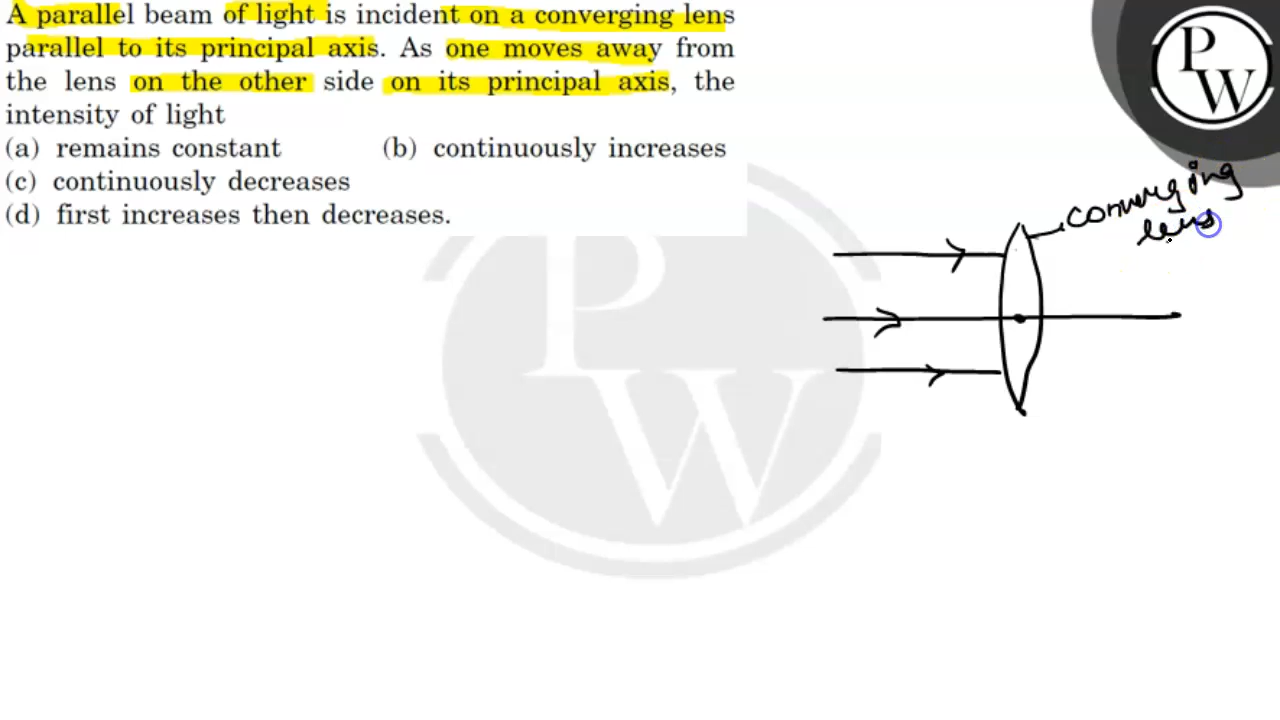 A parallel beam of light is incident on a converging lens
parallel to its principal axis. As one moves away from
the lens on the other side on its principal axis, the
intensity of light
(a) remains constant (b) continuously increases
(c) continuously decreases
(d) first increases then decreases.
P
W
converging
lens
P
W